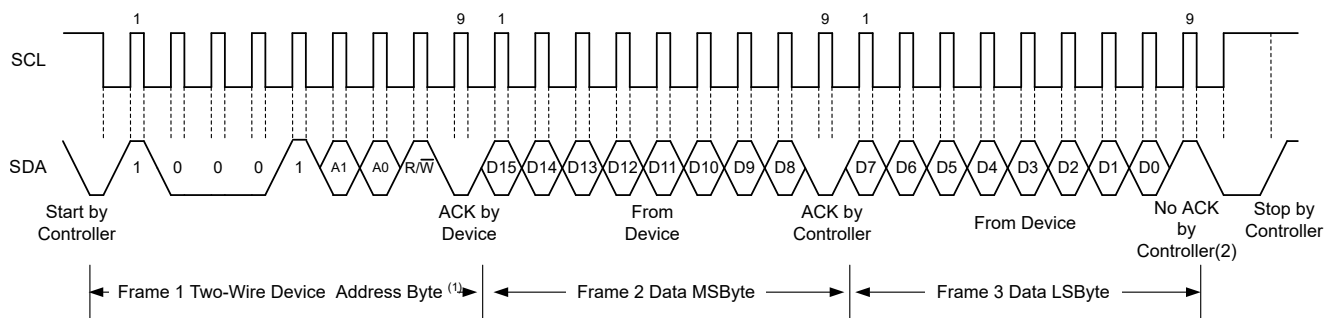 1 9 1 9 1 9
SCL
SDA
1 0 0 0 1 A1 A0 R/W̅ D15 D14 D13 D12 D11 D10 D9 D8 D7 D6 D5 D4 D3 D2 D1 D0
Start by
Controller
ACK by
Device
From
Device
ACK by
Controller
From Device
No ACK
by
Controller(2)
Stop by
Controller
Frame 1 Two-Wire Device Address Byte (1)
Frame 2 Data MSByte
Frame 3 Data LSByte